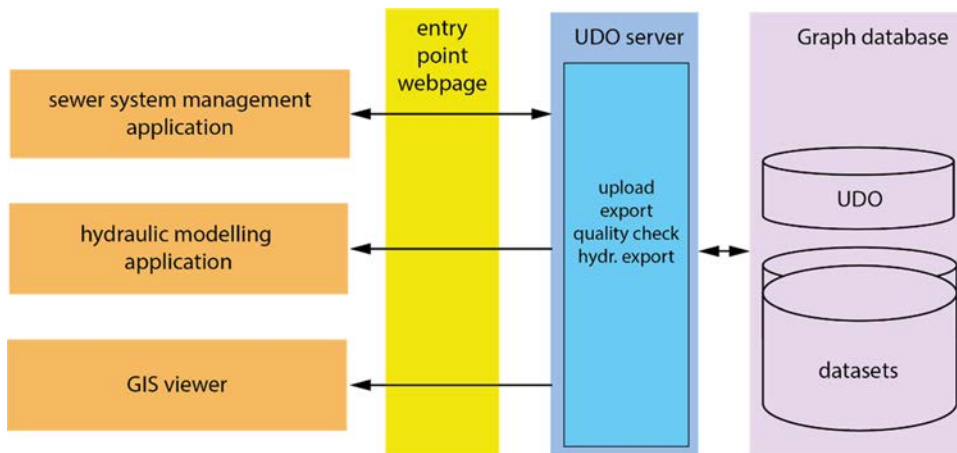 entry
point
webpage
UDO server
Graph database
sewer system management
application
upload
export
quality check
hydr. export
UDO
hydraulic modelling
application
GIS viewer
datasets